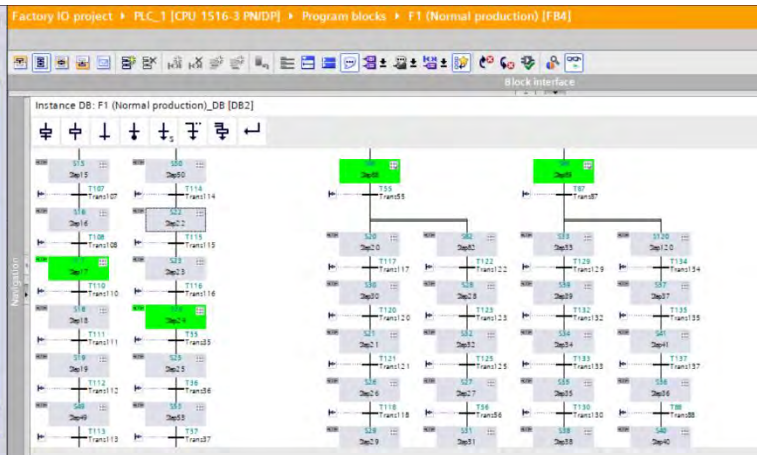 Factory IO project ▸ PLC_1 [CPU 1516-3 PN/DP] ▸ Program blocks ▸ F1 (Normal production) [FB4]
Block interface
Instance DB: F1 (Normal production)_DB [DB2]
Navigation
S15 S50
Step15 Step50 Step68 Step69
T107 T114 T55 T87
Trans107 Trans114 Trans55 Trans87
S16 S22
Step16 Step22
T108 T115
Trans108 Trans115
S20 S82 S33 S120
Step20 Step82 Step33 Step120
S23
Step17 Step23
T117 T122 T129 T134
Trans117 Trans122 Trans129 Trans134
T110 T116
Trans110 Trans116
S30 S28 S39 S37
Step30 Step28 Step39 Step37
S18
Step18 Step24
T120 T123 T132 T135
Trans120 Trans123 Trans132 Trans135
T111 T35
Trans111 Trans35
S21 S32 S34 S41
Step21 Step32 Step34 Step41
S19 S25
Step19 Step25
T121 T125 T133 T137
Trans121 Trans125 Trans133 Trans137
T112 T36
Trans112 Trans36
S26 S27 S35 S36
Step26 Step27 Step35 Step36
S49 S53
Step49 Step53
T118 T56 T130 T88
Trans118 Trans56 Trans130 Trans88
T113 T37
Trans113 Trans37
S29 S31 S38 S40
Step29 Step31 Step38 Step40